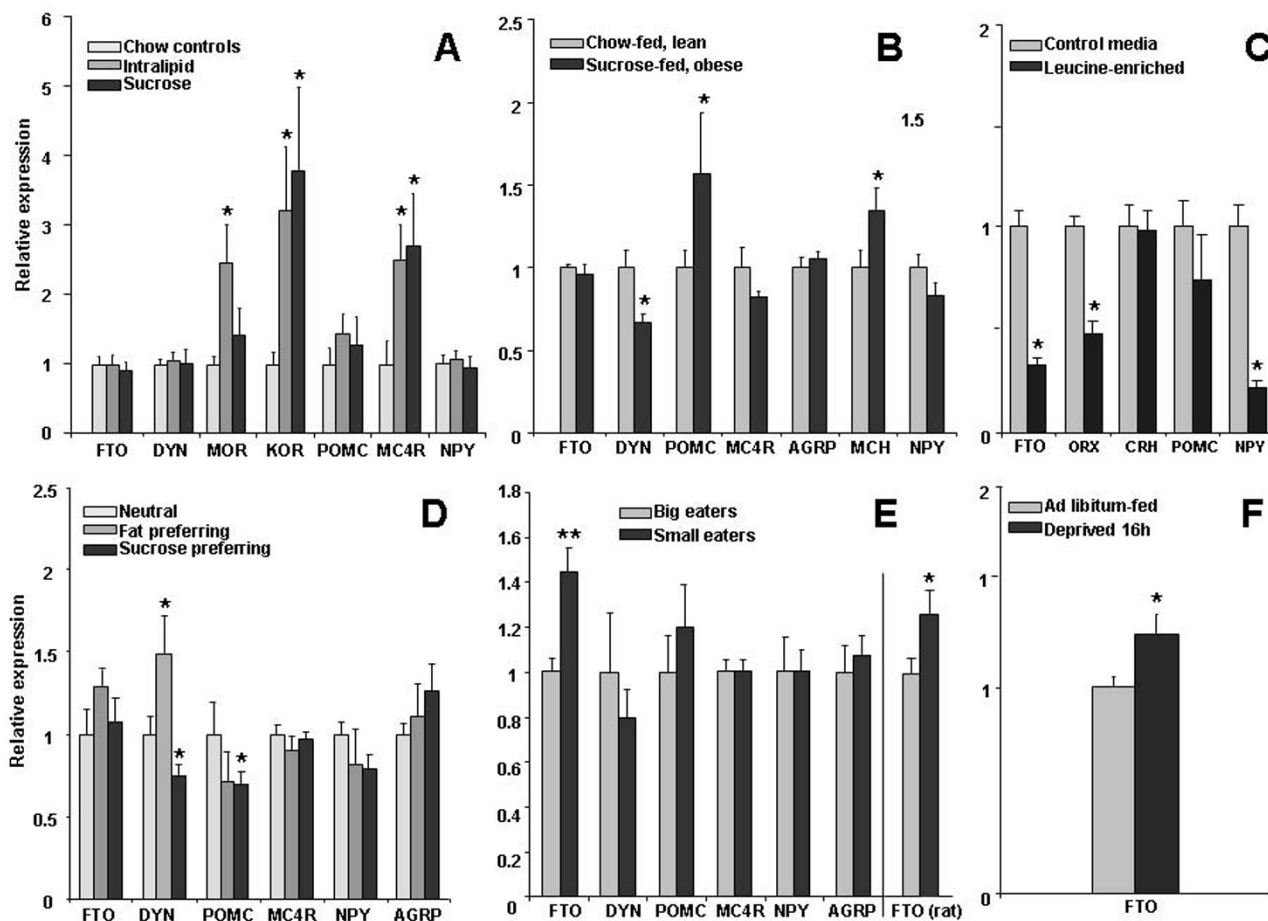 A
Chow controls
Intralipid
Sucrose
Relative expression
6
5
4
3
2
1
0
FTO DYN MOR KOR POMC MC4R NPY
* * * * *
B
Chow-fed, lean
Sucrose-fed, obese
1.5
2.5
2
1.5
1
0.5
0
FTO DYN POMC MC4R AGRP MCH NPY
* * *
C
Control media
Leucine-enriched
2
1
0
FTO ORX CRH POMC NPY
* * *
D
Neutral
Fat preferring
Sucrose preferring
Relative expression
2.5
2
1.5
1
0.5
0
FTO DYN POMC MC4R NPY AGRP
* * *
E
Big eaters
Small eaters
1.8
1.6
1.4
1.2
1
0.8
0.6
0.4
0.2
0
FTO DYN POMC MC4R NPY AGRP FTO (rat)
** *
F
Ad libitum-fed
Deprived 16h
2
1
1
0
FTO
*